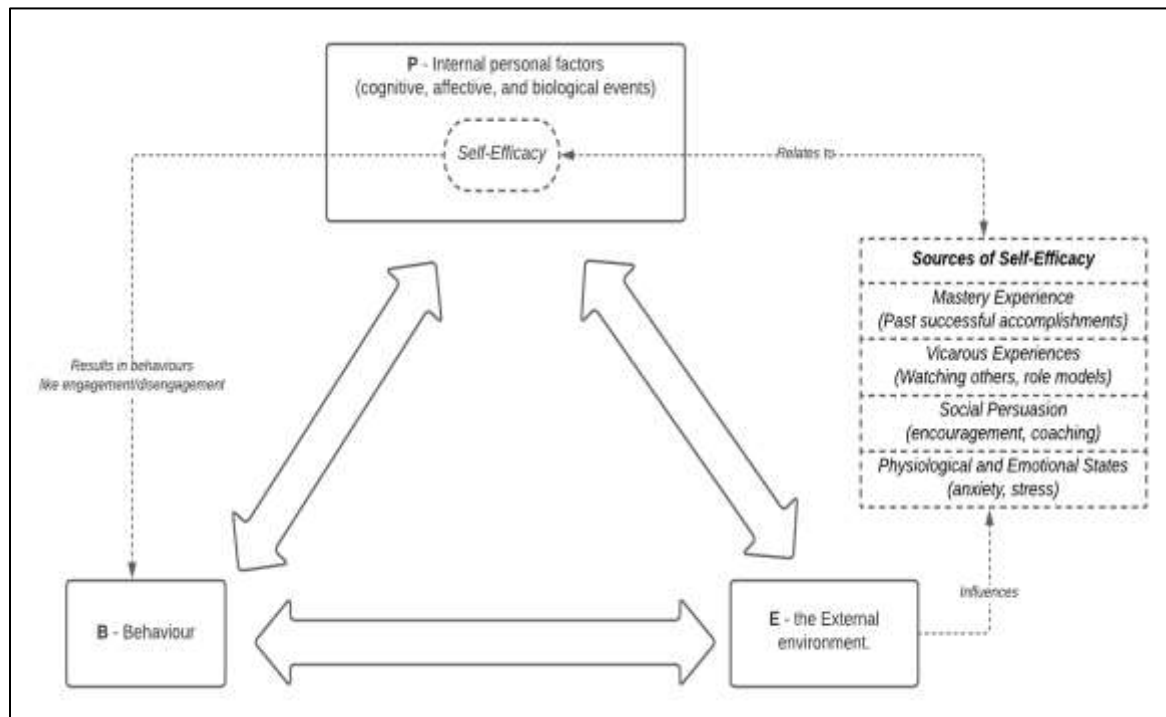 P - Internal personal factors
(cognitive, affective, and biological events)
Self-Efficacy
Relates to
Sources of Self-Efficacy
Mastery Experience
(Past successful accomplishments)
Vicarous Experiences
(Watching others, role models)
Social Persuasion
(encouragement, coaching)
Physiological and Emotional States
(anxiety, stress)
Results in behaviours
like engagement/disengagement
B - Behaviour
E - the External
environment.
Influences